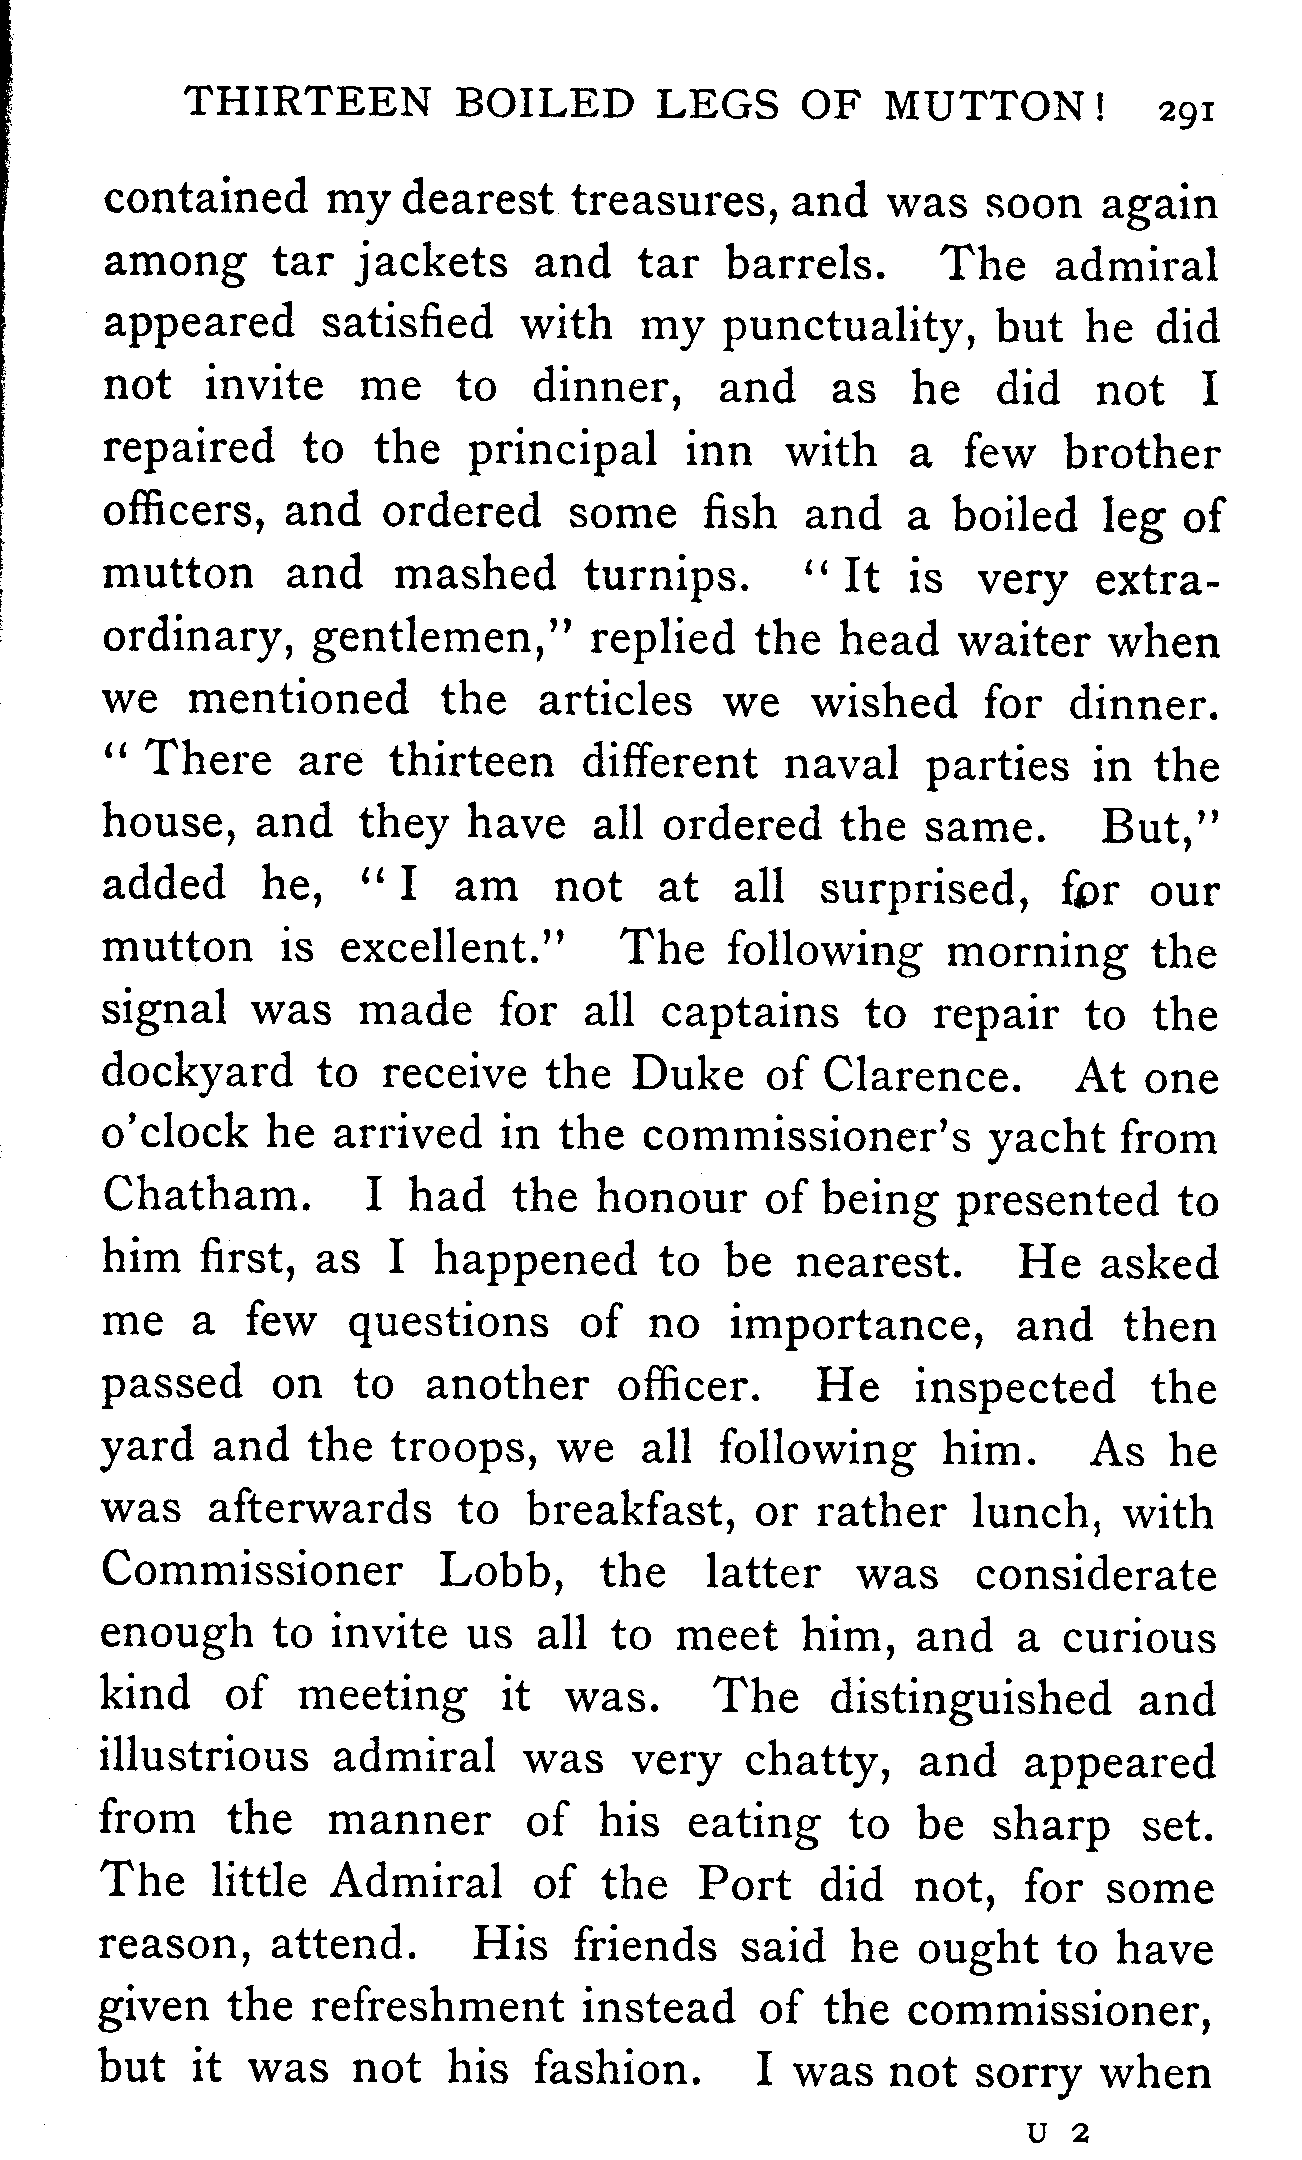 THIRTEEN BOILED LEGS OF MUTTON! 291
contained my dearest treasures, and was soon again
among tar jackets and tar barrels. The admiral
appeared satisfied with my punctuality, but he did
not invite me to dinner, and as he did not I
repaired to the principal inn with a few brother
officers, and ordered some fish and a boiled leg of
mutton and mashed turnips. "It is very extra-
ordinary, gentlemen," replied the head waiter when
we mentioned the articles we wished for dinner.
"There are thirteen different naval parties in the
house, and they have all ordered the same. But,"
added he, "I am not at all surprised, for our
mutton is excellent." The following morning the
signal was made for all captains to repair to the
dockyard to receive the Duke of Clarence. At one
o'clock he arrived in the commissioner's yacht from
Chatham. I had the honour of being presented to
him first, as I happened to be nearest. He asked
me a few questions of no importance, and then
passed on to another officer. He inspected the
yard and the troops, we all following him. As he
was afterwards to breakfast, or rather lunch, with
Commissioner Lobb, the latter was considerate
enough to invite us all to meet him, and a curious
kind of meeting it was. The distinguished and
illustrious admiral was very chatty, and appeared
from the manner of his eating to be sharp set.
The little Admiral of the Port did not, for some
reason, attend. His friends said he ought to have
given the refreshment instead of the commissioner,
but it was not his fashion. I was not sorry when
U 2